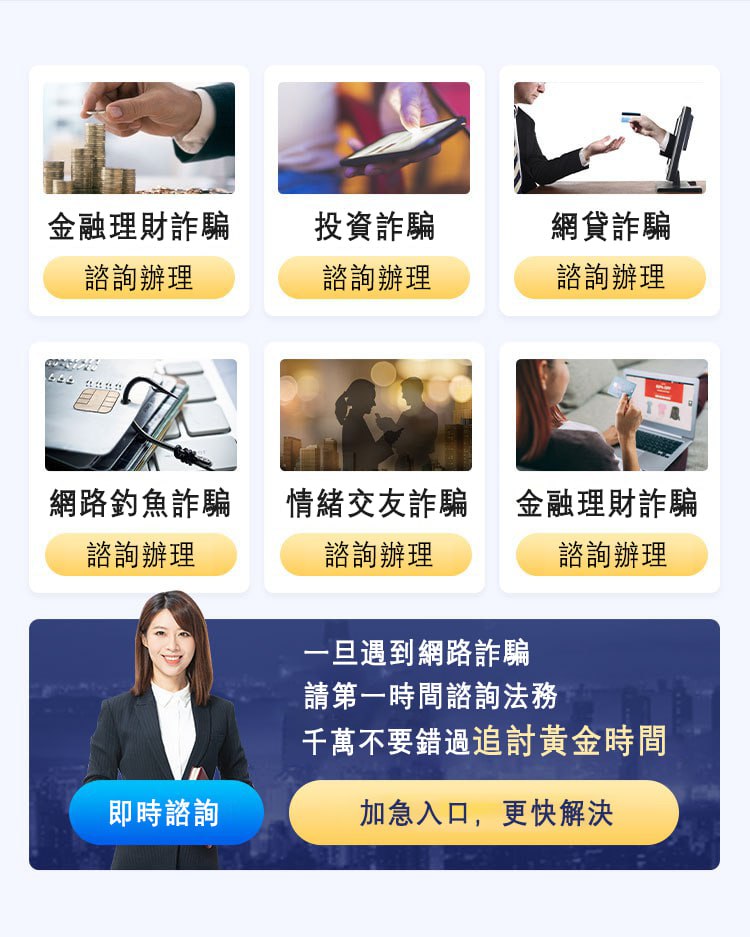 金融理財詐騙
投資詐騙
網貸詐騙
諮詢辦理
諮詢辦理
諮詢辦理
網路釣魚詐騙
情緒交友詐騙
金融理財詐騙
諮詢辦理
諮詢辦理
諮詢辦理
一旦遇到網路詐騙
請第一時間諮詢法務
千萬不要錯過追討黃金時間
即時諮詢
加急入口，更快解決